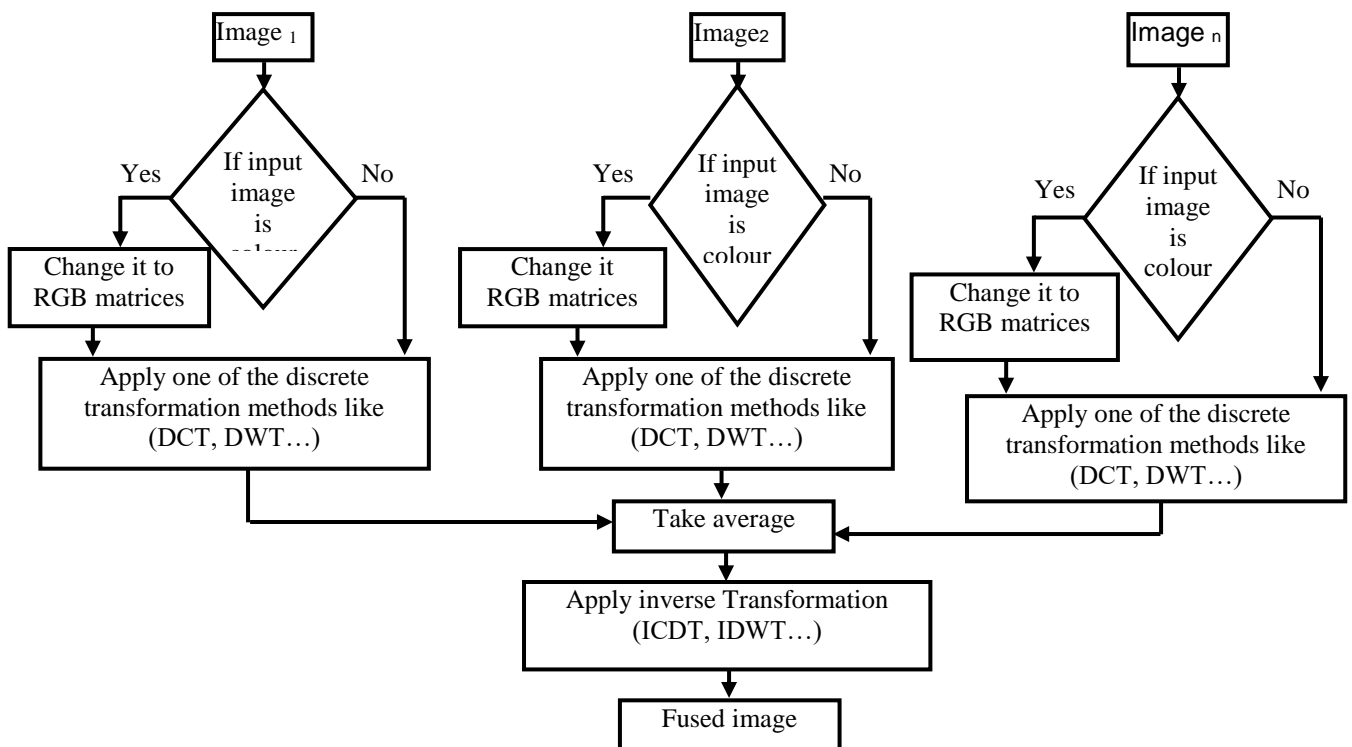 Image 1
Yes
No
If input
image
is
colour
Change it to
RGB matrices
Apply one of the discrete
transformation methods like
(DCT, DWT…)
Image2
Yes
No
If input
image
is
colour
Change it
RGB matrices
Apply one of the discrete
transformation methods like
(DCT, DWT…)
Image n
Yes
No
If input
image
is
colour
Change it to
RGB matrices
Apply one of the discrete
transformation methods like
(DCT, DWT…)
Take average
Apply inverse Transformation
(ICDT, IDWT…)
Fused image